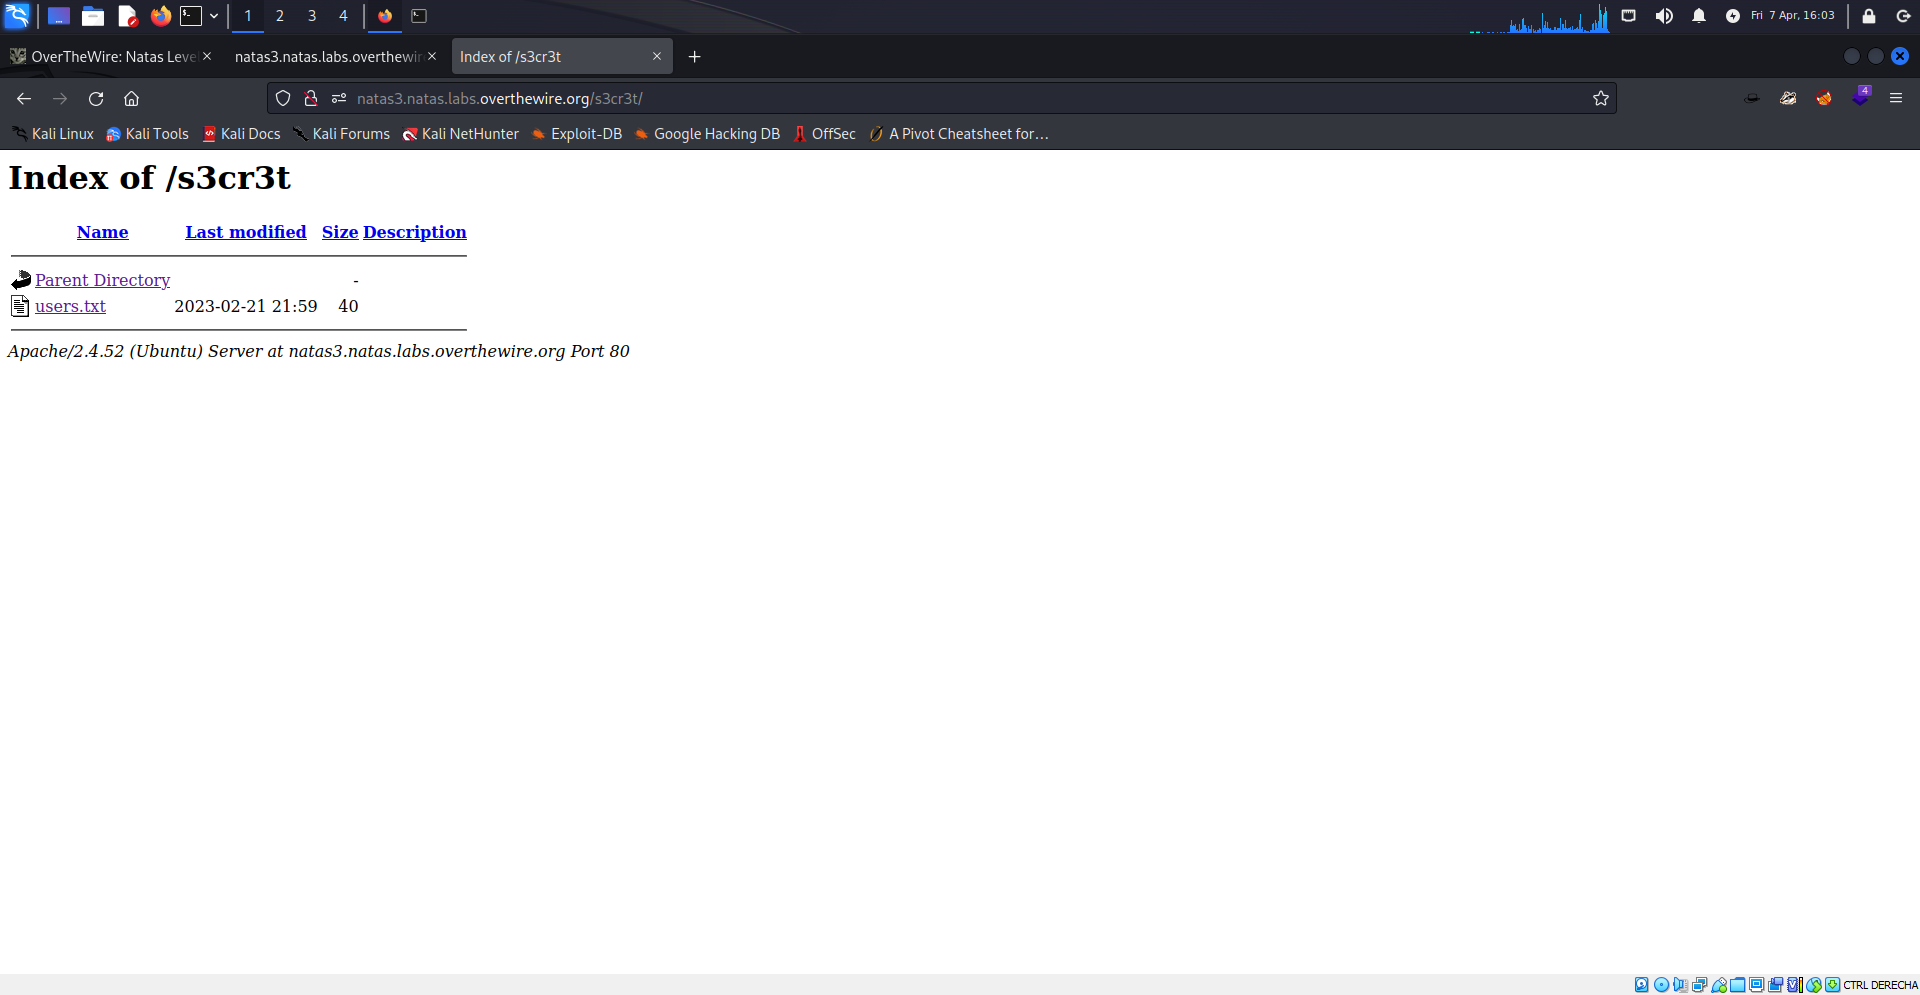 1 2 3 4 Fri 7 Apr, 16:03
OverTheWire: Natas Leve natas3.natas.labs.overthewir Index of /s3cr3t
natas3.natas.labs.overthewire.org/s3cr3t/ 4
Kali Linux Kali Tools Kali Docs Kali Forums Kali NetHunter Exploit-DB Google Hacking DB OffSec A Pivot Cheatsheet for…
Index of /s3cr3t
Name Last modified Size Description
Parent Directory -
users.txt 2023-02-21 21:59 40
Apache/2.4.52 (Ubuntu) Server at natas3.natas.labs.overthewire.org Port 80
CTRL DERECHA